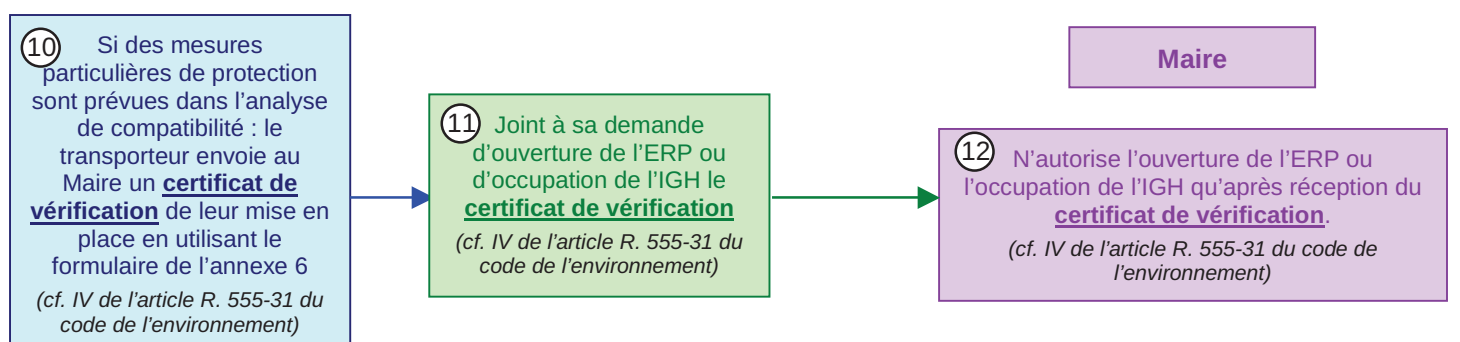 10 Si des mesures
particulières de protection
sont prévues dans l'analyse
de compatibilité : le
transporteur envoie au
Maire un certificat de
vérification de leur mise en
place en utilisant le
formulaire de l'annexe 6
(cf. IV de l'article R. 555-31 du
code de l'environnement)
11 Joint à sa demande
d'ouverture de l'ERP ou
d'occupation de l'IGH le
certificat de vérification
(cf. IV de l'article R. 555-31 du
code de l'environnement)
Maire
12 N'autorise l'ouverture de l'ERP ou
l'occupation de l'IGH qu'après réception du
certificat de vérification.
(cf. IV de l'article R. 555-31 du code de
l'environnement)